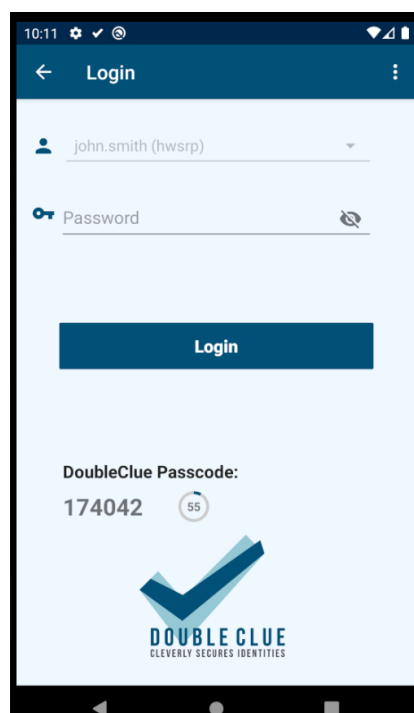 10:11
Login
john.smith (hwsrp)
Password
Login
DoubleClue Passcode:
174042 55
DOUBLE CLUE
CLEVERLY SECURES IDENTITIES